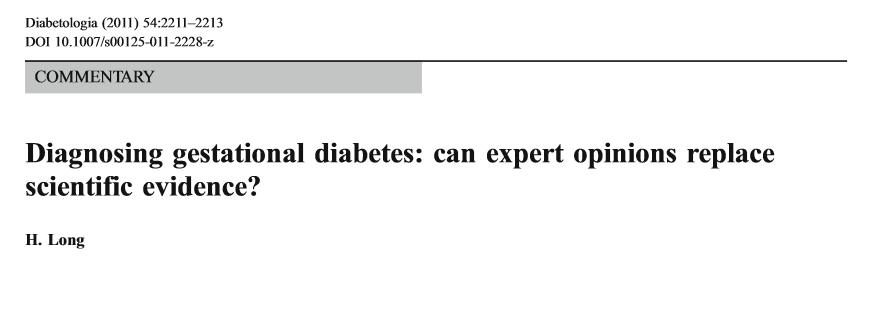 Diabetologia (2011) 54:2211–2213
DOI 10.1007/s00125-011-2228-z
COMMENTARY
Diagnosing gestational diabetes: can expert opinions replace
scientific evidence?
H. Long